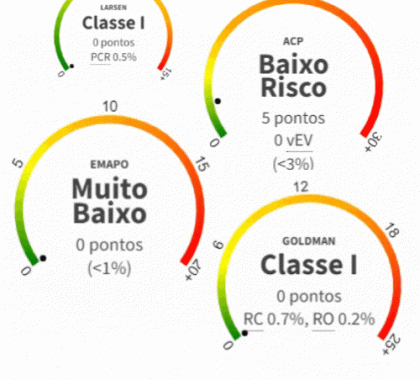 LARSEN
Classe I
0 pontos
PCR 0.5%
0
15+
ACP
Baixo
Risco
5 pontos
0 vEV
(<3%)
0
30+
10
5
15
EMAPO
Muito
Baixo
0 pontos
(<1%)
0
20+
12
6
18
GOLDMAN
Classe I
0 pontos
RC 0.7%, RO 0.2%
0
25+